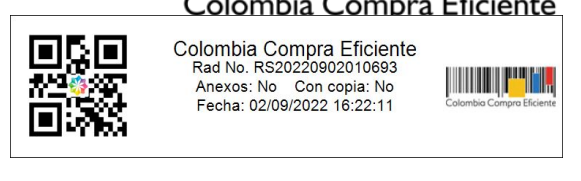 Colombia Compra Eficiente
Colombia Compra Eficiente
Rad No. RS20220902010693
Anexos: No    Con copia: No
Fecha: 02/09/2022 16:22:11
Colombia Compra Eficiente